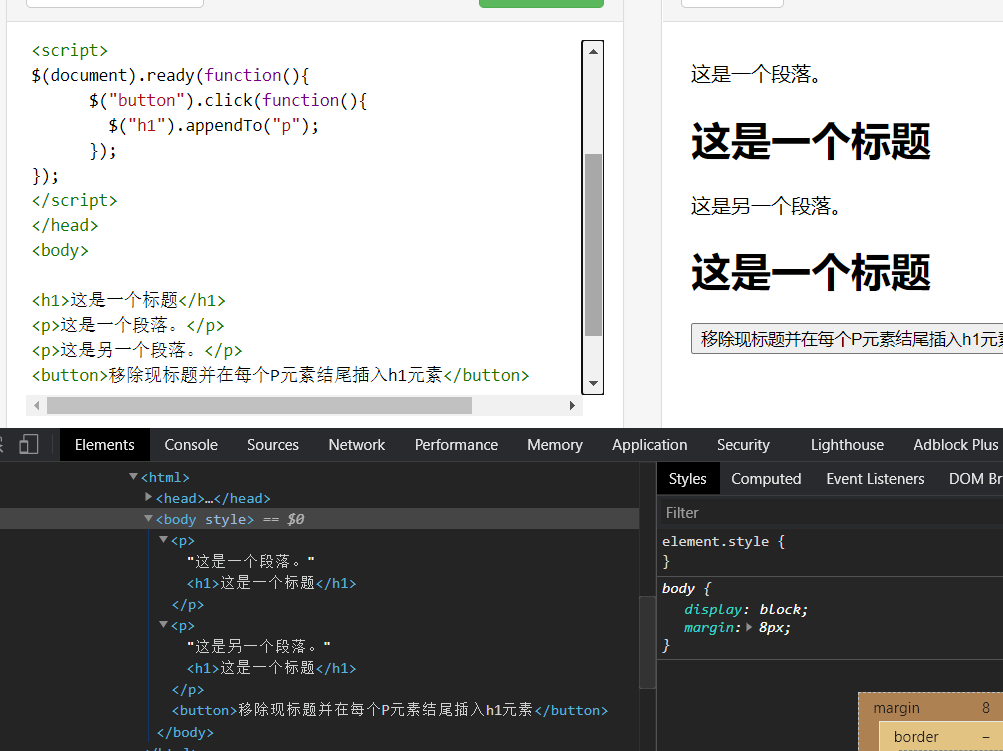 <script>
$(document).ready(function(){
$("button").click(function(){
$("h1").appendTo("p");
});
});
</script>
</head>
<body>
<h1>这是一个标题</h1>
<p>这是一个段落。</p>
<p>这是另一个段落。</p>
<button>移除现标题并在每个P元素结尾插入h1元素</button>
这是一个段落。
这是一个标题
这是另一个段落。
这是一个标题
移除现标题并在每个P元素结尾插入h1元素
Elements Console Sources Network Performance Memory Application Security Lighthouse Adblock Plus
<html>
<head>…</head>
<body style> == $0
<p>
"这是一个段落。"
<h1>这是一个标题</h1>
</p>
<p>
"这是另一个段落。"
<h1>这是一个标题</h1>
</p>
<button>移除现标题并在每个P元素结尾插入h1元素</button>
</body>
Styles Computed Event Listeners DOM Br
Filter
element.style {
}
body {
display: block;
margin: 8px;
}
margin 8
border –